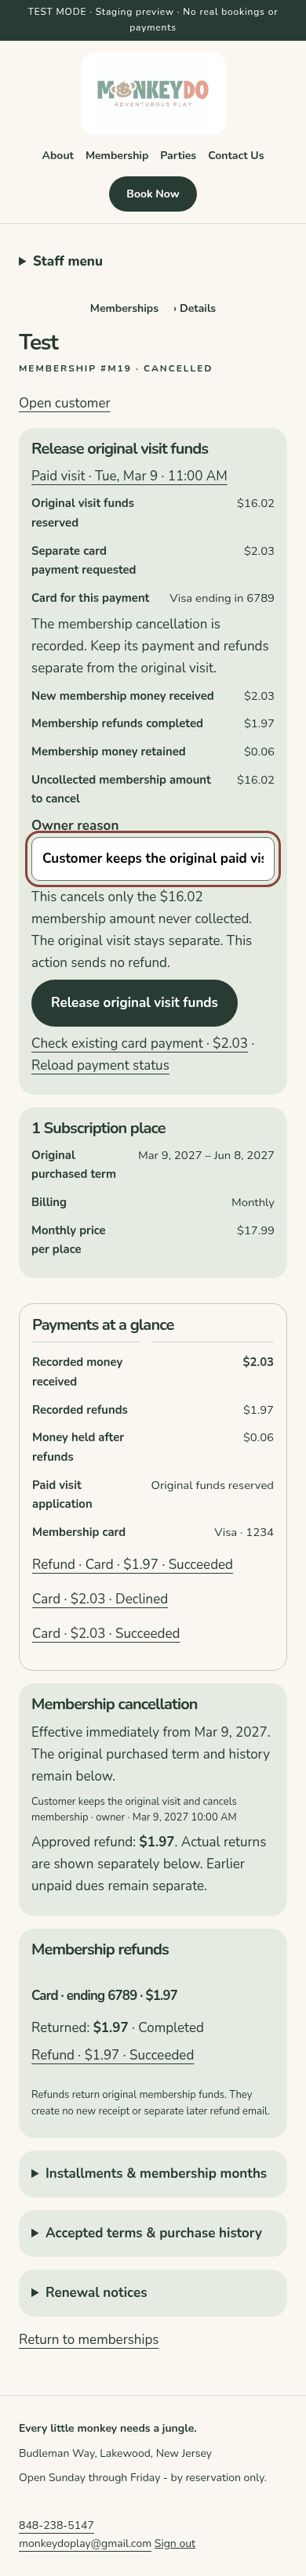 TEST MODE · Staging preview · No real bookings or
payments
MONKEYDO
ADVENTUROUS PLAY
About Membership Parties Contact Us
Book Now
▶ Staff menu
Memberships › Details
Test
MEMBERSHIP #M19 · CANCELLED
Open customer
Release original visit funds
Paid visit · Tue, Mar 9 · 11:00 AM
Original visit funds
reserved
$16.02
Separate card
payment requested
$2.03
Card for this payment Visa ending in 6789
The membership cancellation is
recorded. Keep its payment and refunds
separate from the original visit.
New membership money received $2.03
Membership refunds completed $1.97
Membership money retained $0.06
Uncollected membership amount
to cancel
$16.02
Owner reason
Customer keeps the original paid vis
This cancels only the $16.02
membership amount never collected.
The original visit stays separate. This
action sends no refund.
Release original visit funds
Check existing card payment · $2.03 ·
Reload payment status
1 Subscription place
Original
purchased term
Mar 9, 2027 – Jun 8, 2027
Billing Monthly
Monthly price
per place
$17.99
Payments at a glance
Recorded money
received
$2.03
Recorded refunds $1.97
Money held after
refunds
$0.06
Paid visit
application
Original funds reserved
Membership card Visa · 1234
Refund · Card · $1.97 · Succeeded
Card · $2.03 · Declined
Card · $2.03 · Succeeded
Membership cancellation
Effective immediately from Mar 9, 2027.
The original purchased term and history
remain below.
Customer keeps the original visit and cancels
membership · owner · Mar 9, 2027 10:00 AM
Approved refund: $1.97. Actual returns
are shown separately below. Earlier
unpaid dues remain separate.
Membership refunds
Card · ending 6789 · $1.97
Returned: $1.97 · Completed
Refund · $1.97 · Succeeded
Refunds return original membership funds. They
create no new receipt or separate later refund email.
▶ Installments & membership months
▶ Accepted terms & purchase history
▶ Renewal notices
Return to memberships
Every little monkey needs a jungle.
Budleman Way, Lakewood, New Jersey
Open Sunday through Friday - by reservation only.
848-238-5147
monkeydoplay@gmail.com Sign out